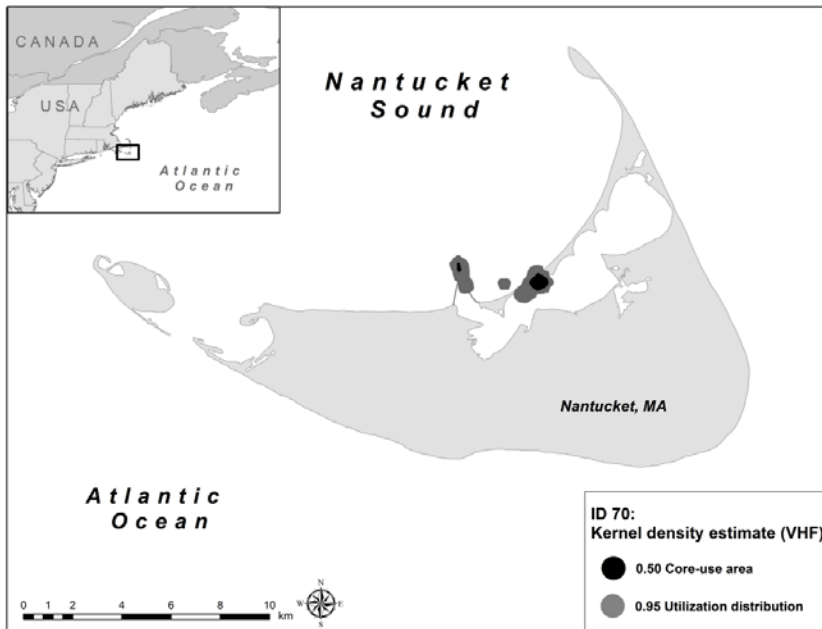 CANADA
USA
Atlantic
Ocean
Nantucket
Sound
Nantucket, MA
Atlantic
Ocean
0 2 4 6 8 10
km
N
W E
S
ID 70:
Kernel density estimate (VHF)
0.50 Core-use area
0.95 Utilization distribution